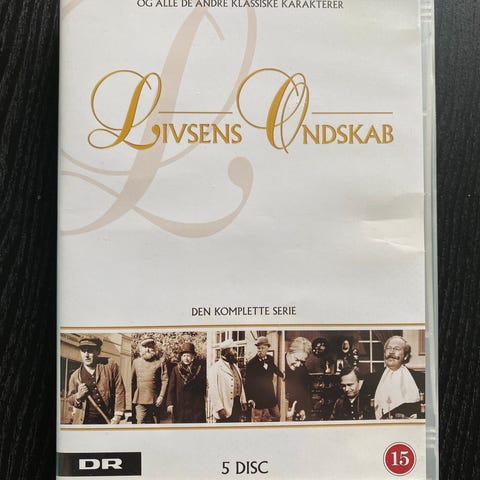 OG ALLE DE ANDRE KLASSISKE KARAKTERER
LIVSENS ONDSKAB
DEN KOMPLETTE SERIE
DR
5 DISC
15